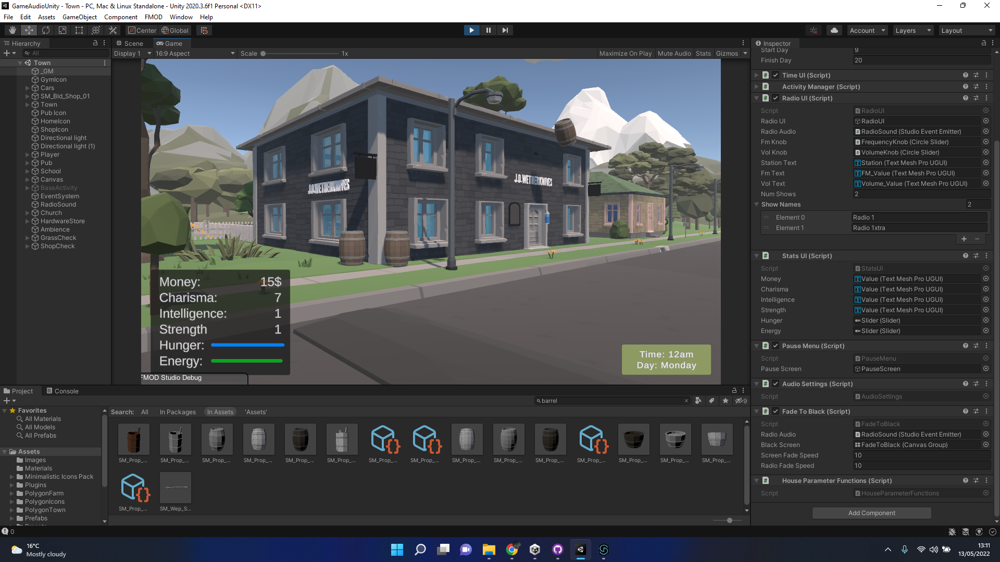 GameAudioUnity - Town - PC, Mac & Linux Standalone - Unity 2020.3.6f1 Personal <DX11>
File Edit Assets GameObject Component FMOD Window Help
Center Global Account Layers Layout
Hierarchy
All
Town
_GM
GymIcon
Cars
SM_Bld_Shop_01
Town
Pub Icon
HomeIcon
ShopIcon
Directional light
Directional light (1)
Player
Pub
School
Canvas
BaseActivity
EventSystem
RadioSound
Church
HardwareStore
Ambience
GrassCheck
ShopCheck
Scene Game
Display 1 16:9 Aspect Scale 1x Maximize On Play Mute Audio Stats Gizmos
J.D.WETHERKNIVES
J.D.WETHERKNIVES
Money: 15$
Charisma: 7
Intelligence: 1
Strength 1
Hunger:
Energy:
FMOD Studio Debug
Time: 12am
Day: Monday
Inspector
Start Day 9
Finish Day 20
Time UI (Script)
Activity Manager (Script)
Radio UI (Script)
Script RadioUI
Radio UI RadioUI
Radio Audio RadioSound (Studio Event Emitter)
Fm Knob FrequencyKnob (Circle Slider)
Vol Knob VolumeKnob (Circle Slider)
Station Text Station (Text Mesh Pro UGUI)
Fm Text FM_Value (Text Mesh Pro UGUI)
Vol Text Volume_Value (Text Mesh Pro UGUI)
Num Shows 2
Show Names 2
Element 0 Radio 1
Element 1 Radio 1xtra
Stats UI (Script)
Script StatsUI
Money Value (Text Mesh Pro UGUI)
Charisma Value (Text Mesh Pro UGUI)
Intelligence Value (Text Mesh Pro UGUI)
Strength Value (Text Mesh Pro UGUI)
Hunger Slider (Slider)
Energy Slider (Slider)
Pause Menu (Script)
Script PauseMenu
Pause Screen PauseScreen
Audio Settings (Script)
Script AudioSettings
Fade To Black (Script)
Script FadeToBlack
Radio Audio RadioSound (Studio Event Emitter)
Black Screen FadeToBlack (Canvas Group)
Screen Fade Speed 10
Radio Fade Speed 10
House Parameter Functions (Script)
Script HouseParameterFunctions
Add Component
Project Console
barrel
9
Favorites
All Materials
All Models
All Prefabs
Assets
Images
Materials
Minimalistic Icons Pack
Plugins
PolygonFarm
PolygonIcons
PolygonTown
Prefabs
Search: All In Packages In Assets 'Assets'
SM_Prop_... SM_Prop_... SM_Prop_... SM_Prop_... SM_Prop_... SM_Prop_... SM_Prop_... SM_Prop_... SM_Prop_... SM_Prop_... SM_Prop_... SM_Prop_... SM_Prop_... SM_Prop_... SM_Prop_...
SM_Prop_... SM_Wep_S...
0
16°C
Mostly cloudy
13:11
13/05/2022